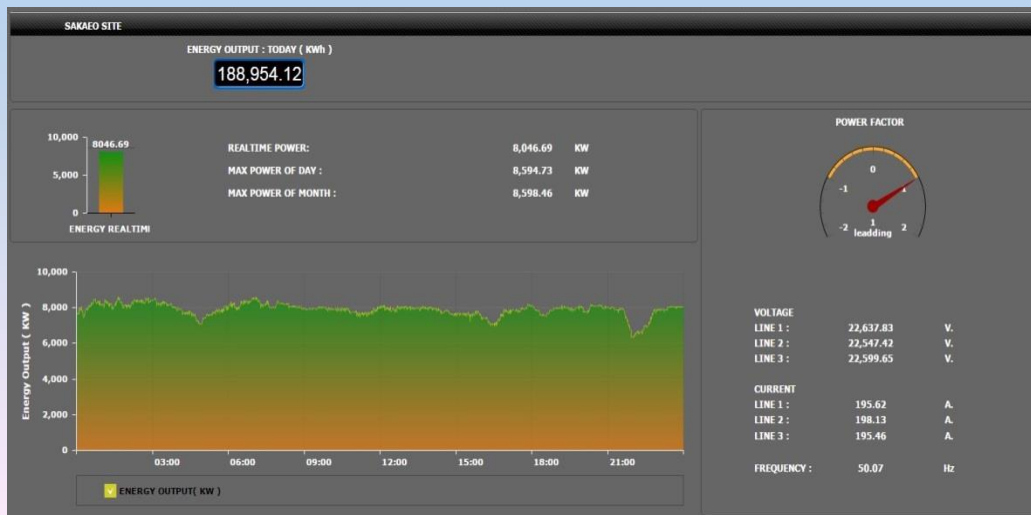 SAKAEO SITE
ENERGY OUTPUT : TODAY ( KWh )
188,954.12
10,000
8046.69
5,000
0
ENERGY REALTIMI
REALTIME POWER: 8,046.69 KW
MAX POWER OF DAY : 8,594.73 KW
MAX POWER OF MONTH : 8,598.46 KW
POWER FACTOR
0
-1 1
-2 1 2
leadding
10,000
8,000
6,000
4,000
2,000
0
Energy Output ( KW )
03:00 06:00 09:00 12:00 15:00 18:00 21:00
ENERGY OUTPUT( KW )
VOLTAGE
LINE 1 : 22,637.83 V.
LINE 2 : 22,547.42 V.
LINE 3 : 22,599.65 V.
CURRENT
LINE 1 : 195.62 A.
LINE 2 : 198.13 A.
LINE 3 : 195.46 A.
FREQUENCY : 50.07 Hz